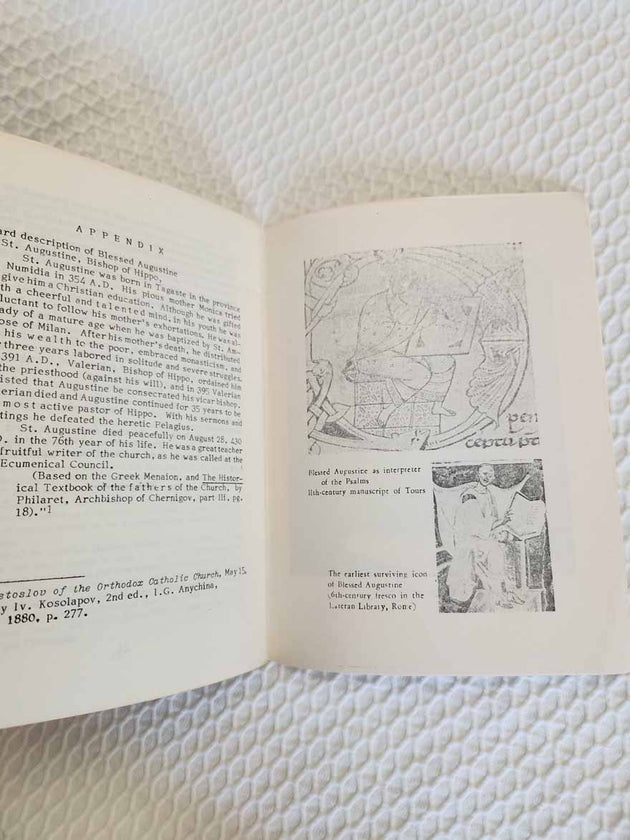 APPENDIX
ard description of Blessed Augustine
St. Augustine, Bishop of Hippo.
St. Augustine was born in Tagaste in the province
Numidia in 354 A.D. His pious mother Monica tried
give him a Christian education. Although he was gifted
th a cheerful and talented mind, in his youth he was
luctant to follow his mother's exhortations. He was al-
ady of a mature age when he was baptized by St. Am-
ose of Milan. After his mother's death, he distributed
his wealth to the poor, embraced monasticism, and
three years labored in solitude and severe struggles.
391 A.D., Valerian, Bishop of Hippo, ordained him
the priesthood (against his will), and in 395 Valerian
isted that Augustine be consecrated his vicar bishop.
erian died and Augustine continued for 35 years to be
most active pastor of Hippo. With his sermons and
tings he defeated the heretic Pelagius.
St. Augustine died peacefully on August 28, 430
D. in the 76th year of his life. He was a great teacher
fruitful writer of the church, as he was called at the
Ecumenical Council.
(Based on the Greek Menaion, and The Histor-
ical Textbook of the fathers of the Church, by
Philaret, Archbishop of Chernigov, part III, pg.
18)."1
etoslov of the Orthodox Catholic Church, May 15,
y Iv. Kosolapov, 2nd ed., I.G. Anychina,
1880, p. 277.
pen
ceptupt
Blessed Augustine as interpreter
of the Psalms
11th-century manuscript of Tours
The earliest surviving icon
of Blessed Augustine
(6th-century fresco in the
Lateran Library, Rome)